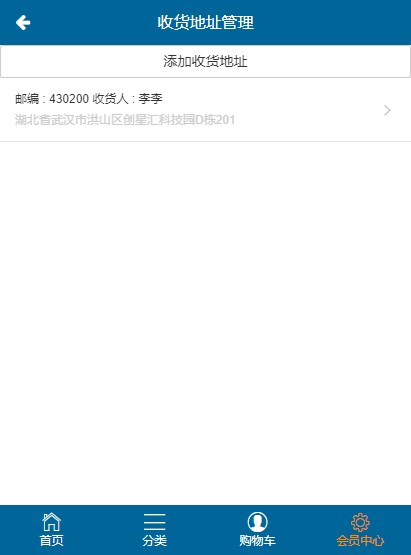 收货地址管理
添加收货地址
邮编 : 430200 收货人 : 李李
湖北省武汉市洪山区创星汇科技园D栋201
首页
分类
购物车
会员中心